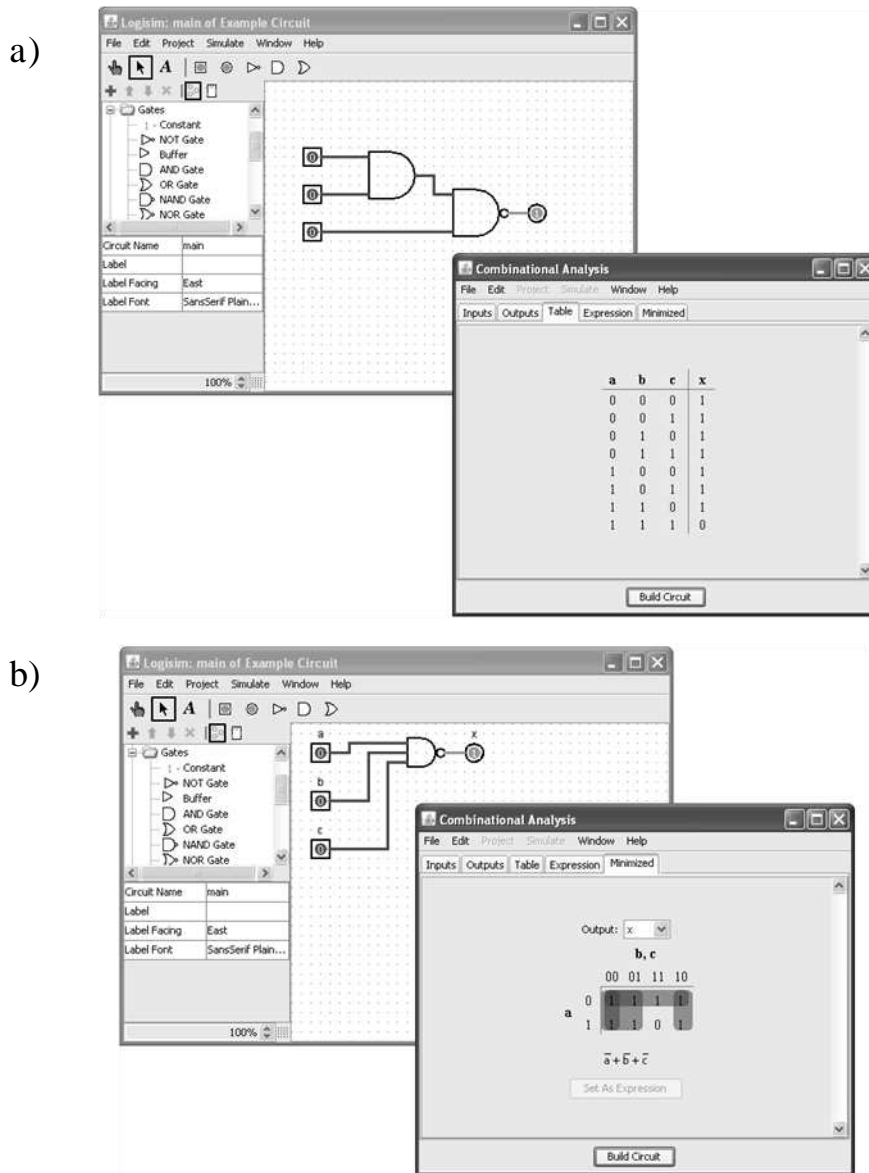 a)
Logisim: main of Example Circuit
File Edit Project Simulate Window Help
A
Gates
1 - Constant
NOT Gate
Buffer
AND Gate
OR Gate
NAND Gate
NOR Gate
Circuit Name main
Label
Label Facing East
Label Font SansSerif Plain...
100%
0
0
0
1
Combinational Analysis
File Edit Project Simulate Window Help
Inputs Outputs Table Expression Minimized
a b c x
0 0 0 1
0 0 1 1
0 1 0 1
0 1 1 1
1 0 0 1
1 0 1 1
1 1 0 1
1 1 1 0
Build Circuit
b)
Logisim: main of Example Circuit
File Edit Project Simulate Window Help
A
Gates
1 - Constant
NOT Gate
Buffer
AND Gate
OR Gate
NAND Gate
NOR Gate
Circuit Name main
Label
Label Facing East
Label Font SansSerif Plain...
100%
a x
0 1
b
0
c
0
Combinational Analysis
File Edit Project Simulate Window Help
Inputs Outputs Table Expression Minimized
Output: x
b, c
00 01 11 10
a
0 1 1 1 1
1 1 1 0 1
a̅ + b̅ + c̅
Set As Expression
Build Circuit